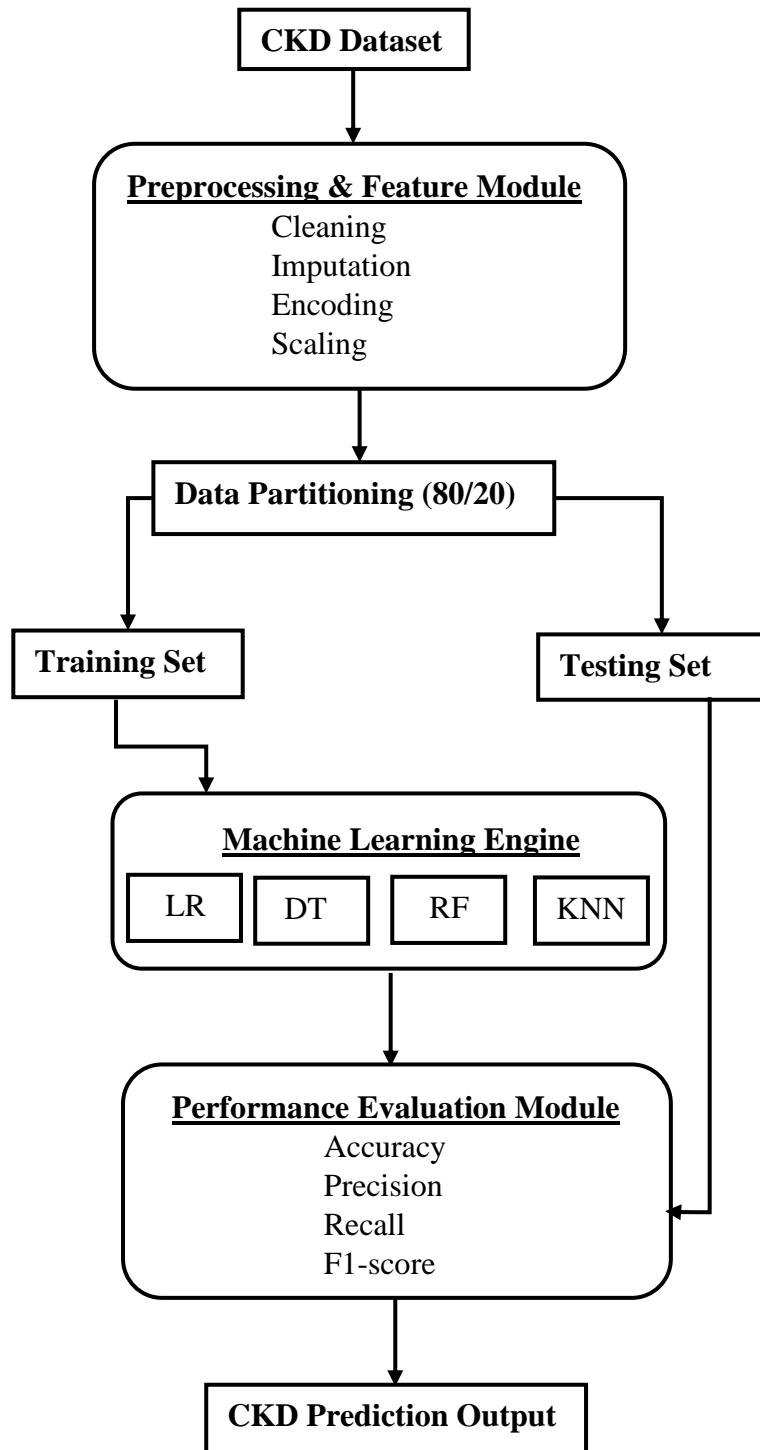 CKD Dataset
Preprocessing & Feature Module
Cleaning
Imputation
Encoding
Scaling
Data Partitioning (80/20)
Training Set
Testing Set
Machine Learning Engine
LR
DT
RF
KNN
Performance Evaluation Module
Accuracy
Precision
Recall
F1-score
CKD Prediction Output